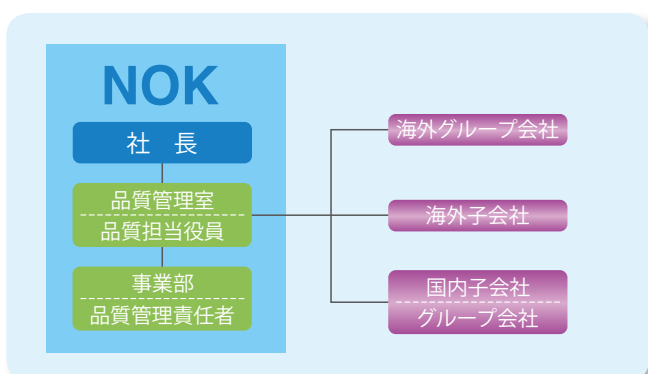 NOK
社　長
品質管理室
品質担当役員
事業部
品質管理責任者
海外グループ会社
海外子会社
国内子会社
グループ会社